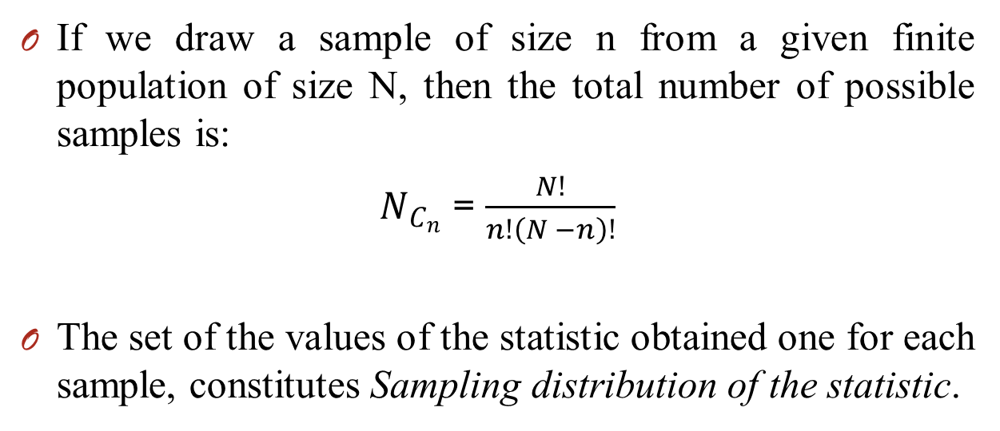 If we draw a sample of size n from a given finite
population of size N, then the total number of possible
samples is:
N_{C_n} = \frac{N!}{n!(N-n)!}
The set of the values of the statistic obtained one for each
sample, constitutes Sampling distribution of the statistic.